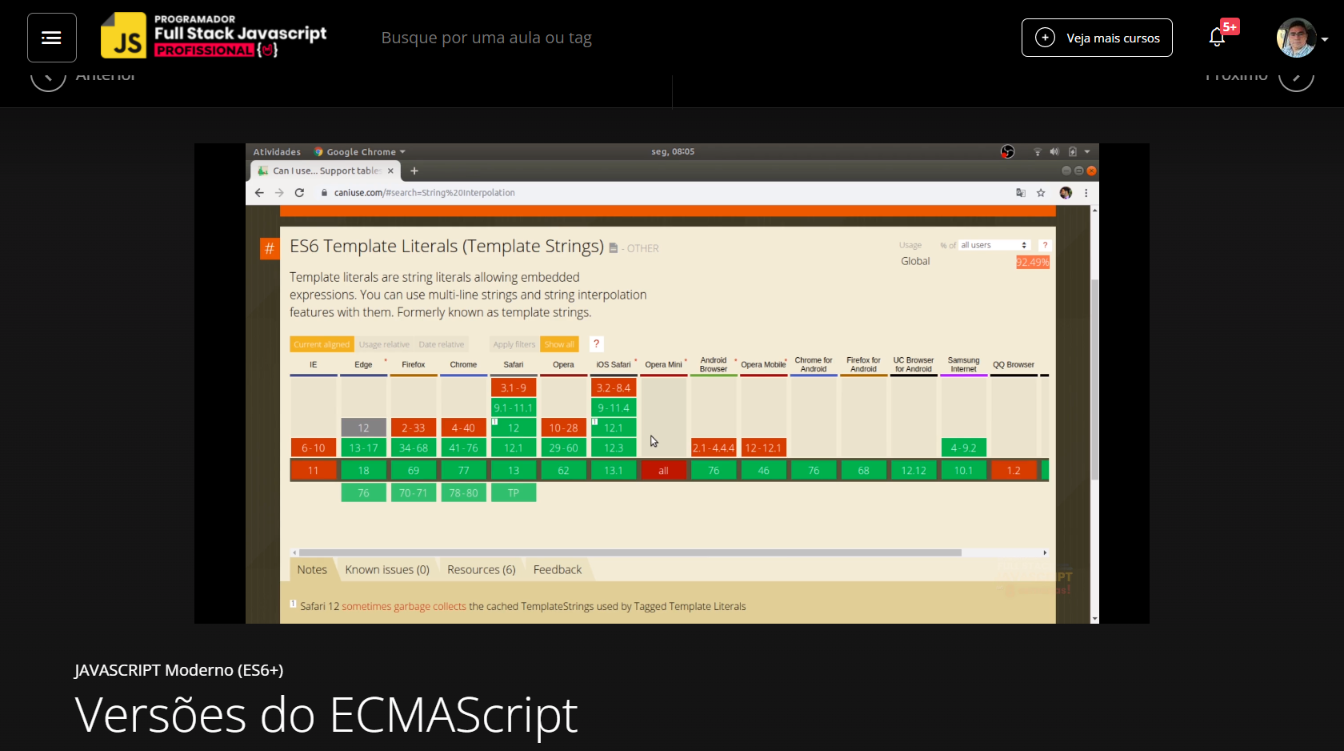 PROGRAMADOR
Full Stack Javascript
PROFISSIONAL
JS
Busque por uma aula ou tag
Veja mais cursos
5+
Anterior
Próximo
Atividades
Google Chrome
seg, 08:05
Can I use... Support tables
caniuse.com/#search=String%20Interpolation
#
ES6 Template Literals (Template Strings) - OTHER
Usage
% of
all users
?
Global
92.49%
Template literals are string literals allowing embedded
expressions. You can use multi-line strings and string interpolation
features with them. Formerly known as template strings.
Current aligned
Usage relative
Date relative
Apply filters
Show all
?
IE Edge * Firefox Chrome Safari Opera iOS Safari * Opera Mini * Android Browser * Opera Mobile * Chrome for Android Firefox for Android UC Browser for Android Samsung Internet QQ Browser
3.1-9 3.2-8.4
9.1-11.1 9-11.4
12 2-33 4-40 1 12 10-28 1 12.1
6-10 13-17 34-68 41-76 12.1 29-60 12.3 2.1-4.4.4 12-12.1 4-9.2
11 18 69 77 13 62 13.1 all 76 46 76 68 12.12 10.1 1.2
76 70-71 78-80 TP
Notes
Known issues (0)
Resources (6)
Feedback
1 Safari 12 sometimes garbage collects the cached TemplateStrings used by Tagged Template Literals
JAVASCRIPT Moderno (ES6+)
Versões do ECMAScript